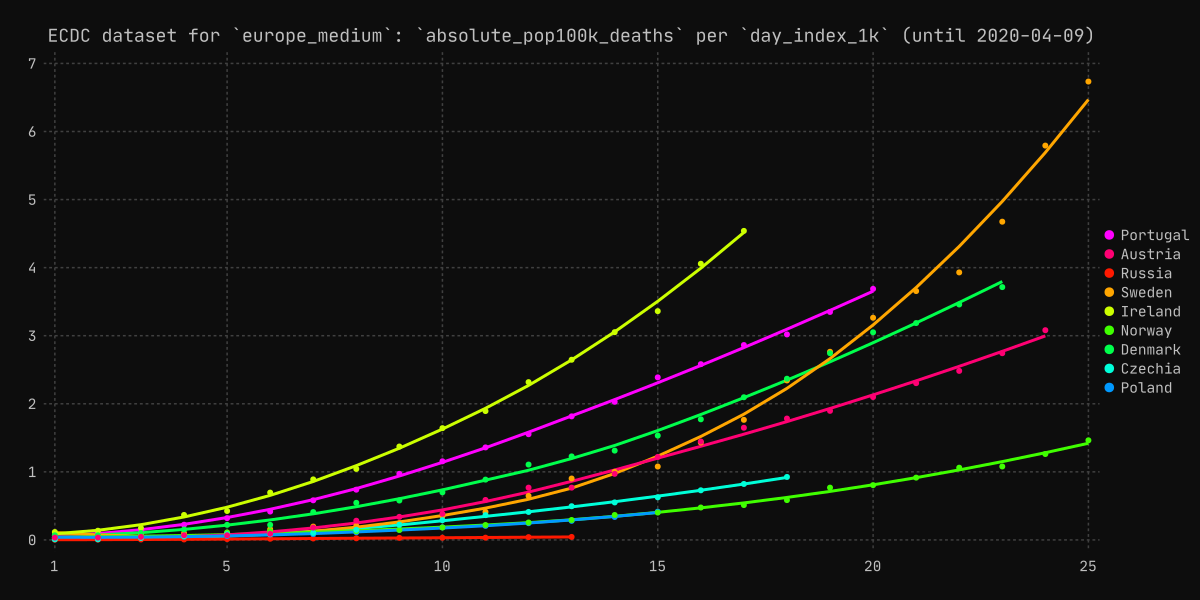 ECDC dataset for `europe_medium`: `absolute_pop100k_deaths` per `day_index_1k` (until 2020-04-09)
7
6
5
4
3
2
1
0
1 5 10 15 20 25
Portugal
Austria
Russia
Sweden
Ireland
Norway
Denmark
Czechia
Poland